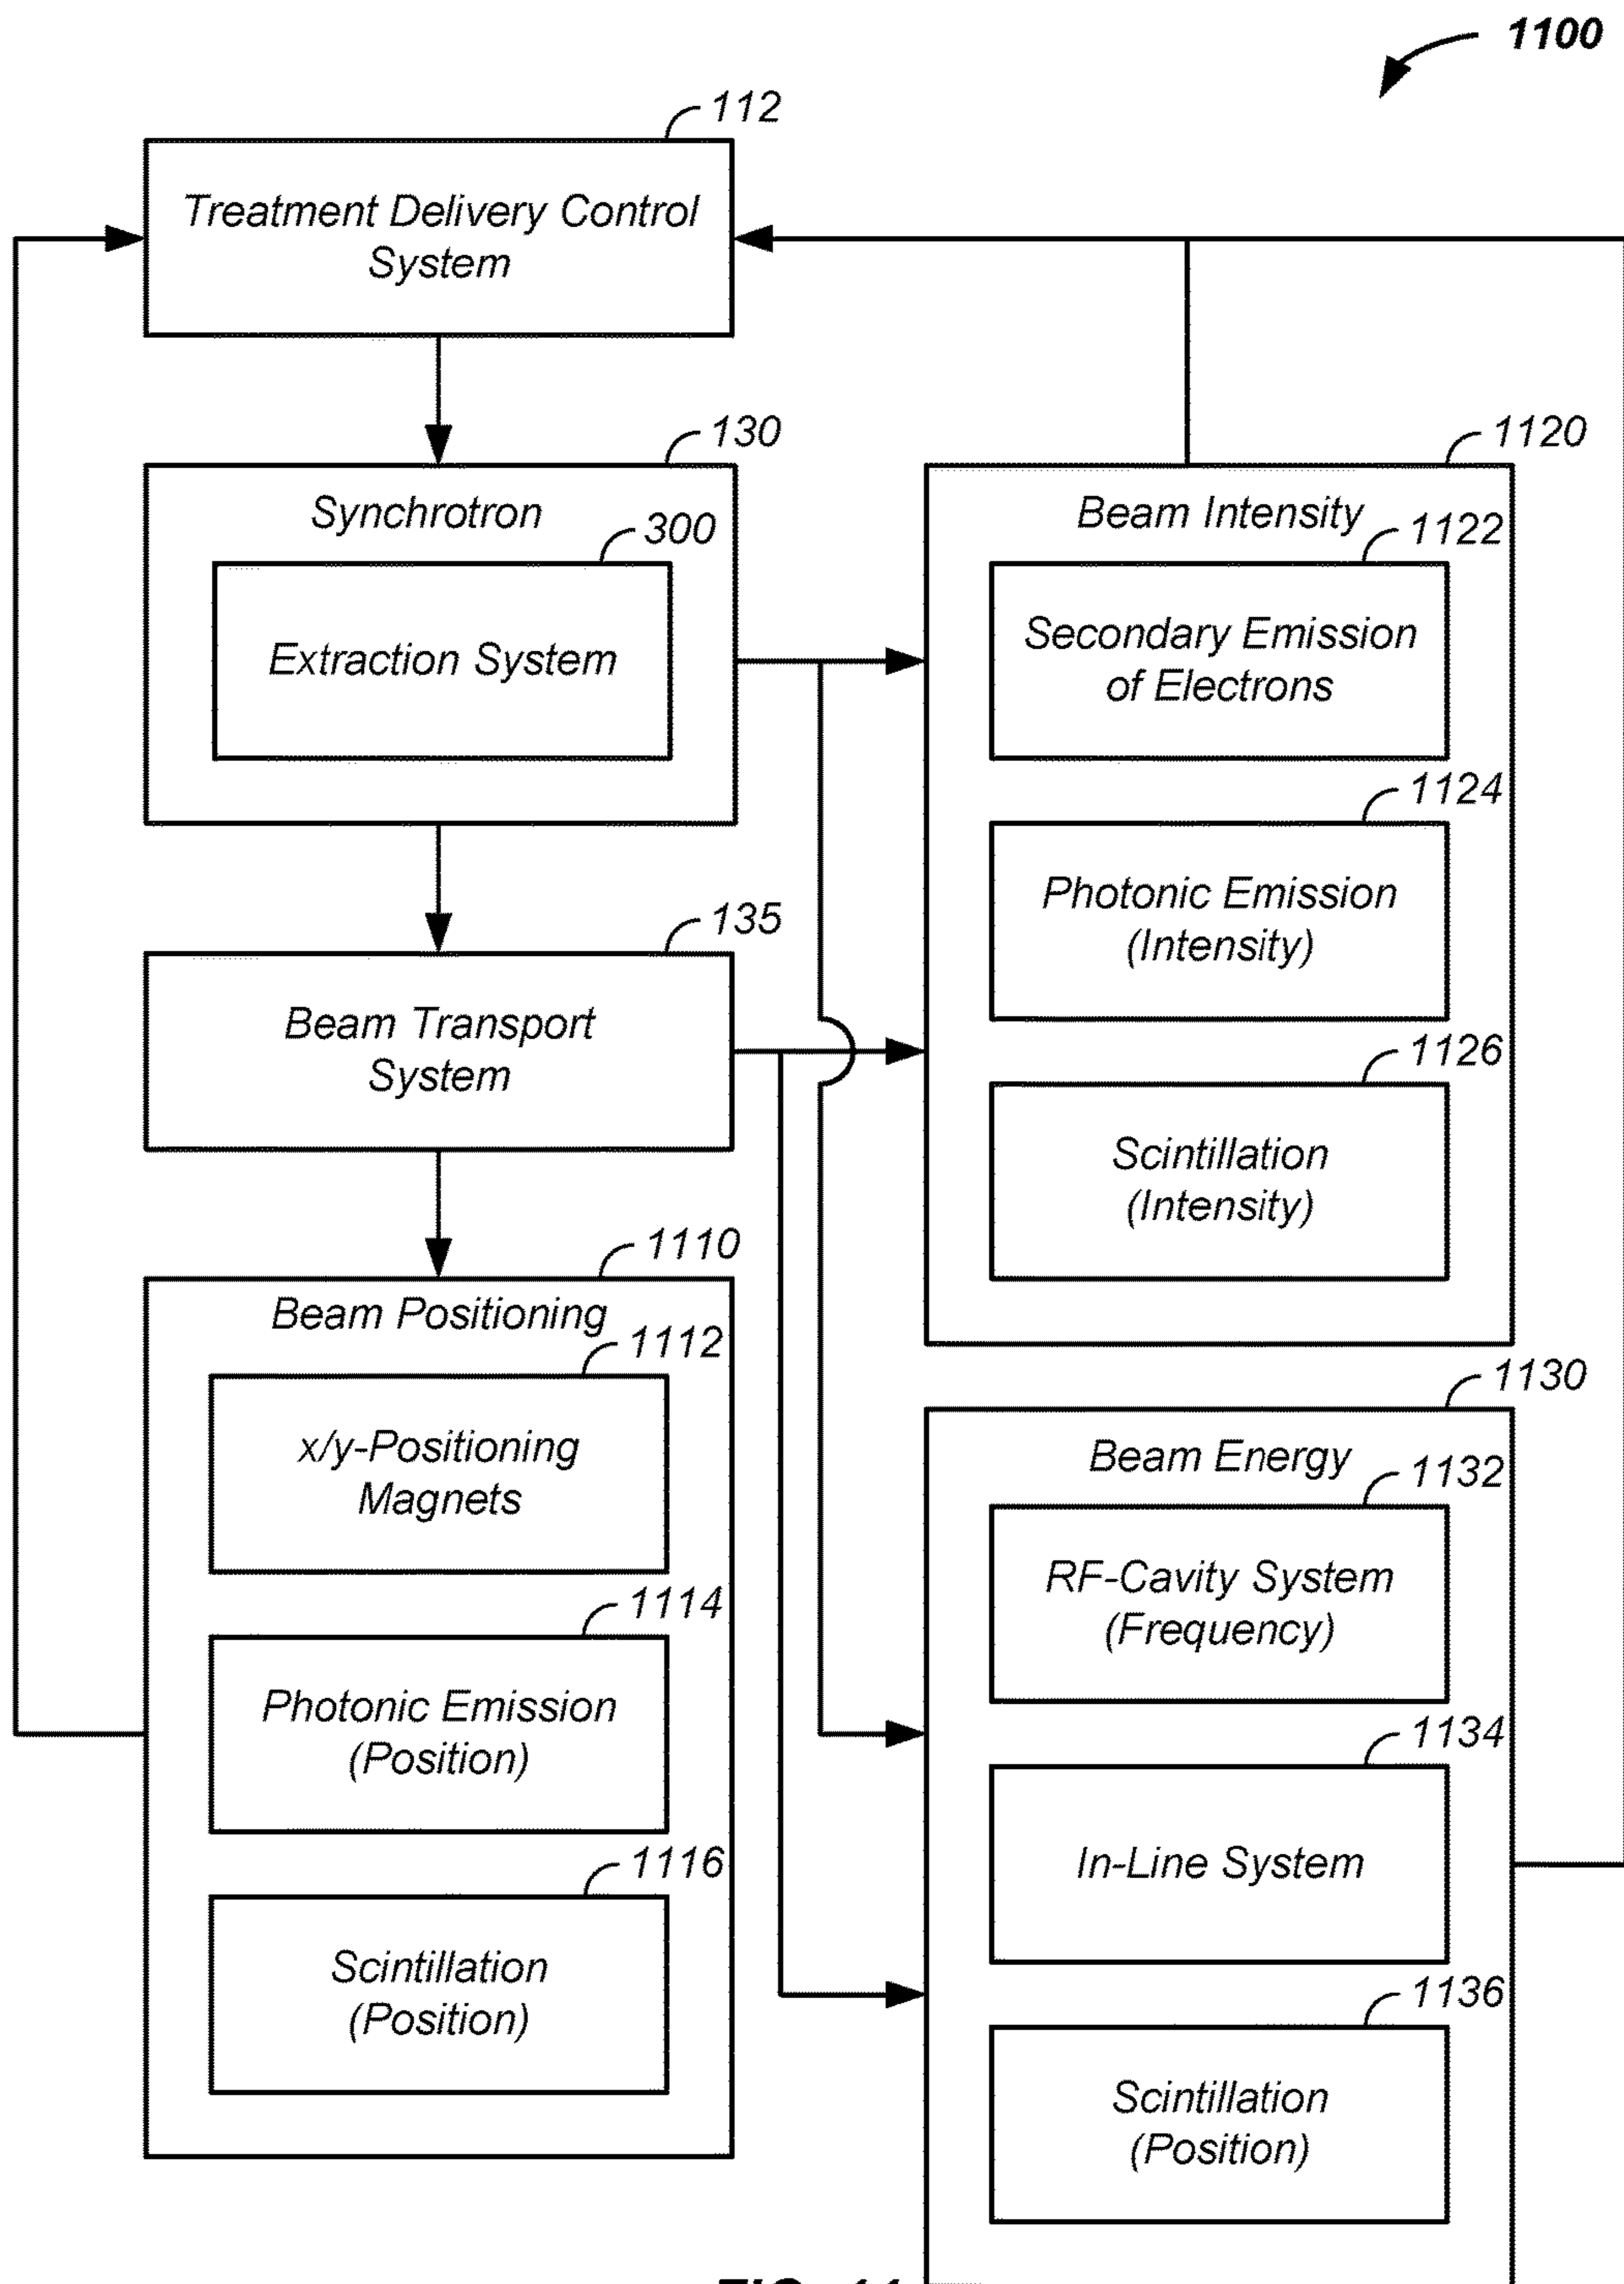 1100
112
Treatment Delivery Control
System
130
Synchrotron
300
Extraction System
135
Beam Transport
System
1110
Beam Positioning
1112
x/y-Positioning
Magnets
1114
Photonic Emission
(Position)
1116
Scintillation
(Position)
1120
Beam Intensity
1122
Secondary Emission
of Electrons
1124
Photonic Emission
(Intensity)
1126
Scintillation
(Intensity)
1130
Beam Energy
1132
RF-Cavity System
(Frequency)
1134
In-Line System
1136
Scintillation
(Position)